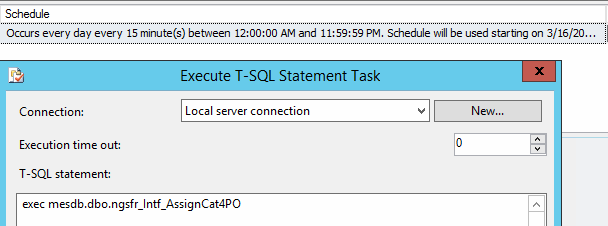 Schedule
Occurs every day every 15 minute(s) between 12:00:00 AM and 11:59:59 PM. Schedule will be used starting on 3/16/20...
Execute T-SQL Statement Task
x
Connection:
Local server connection
New...
Execution time out:
0
T-SQL statement:
exec mesdb.dbo.ngsfr_Intf_AssignCat4PO